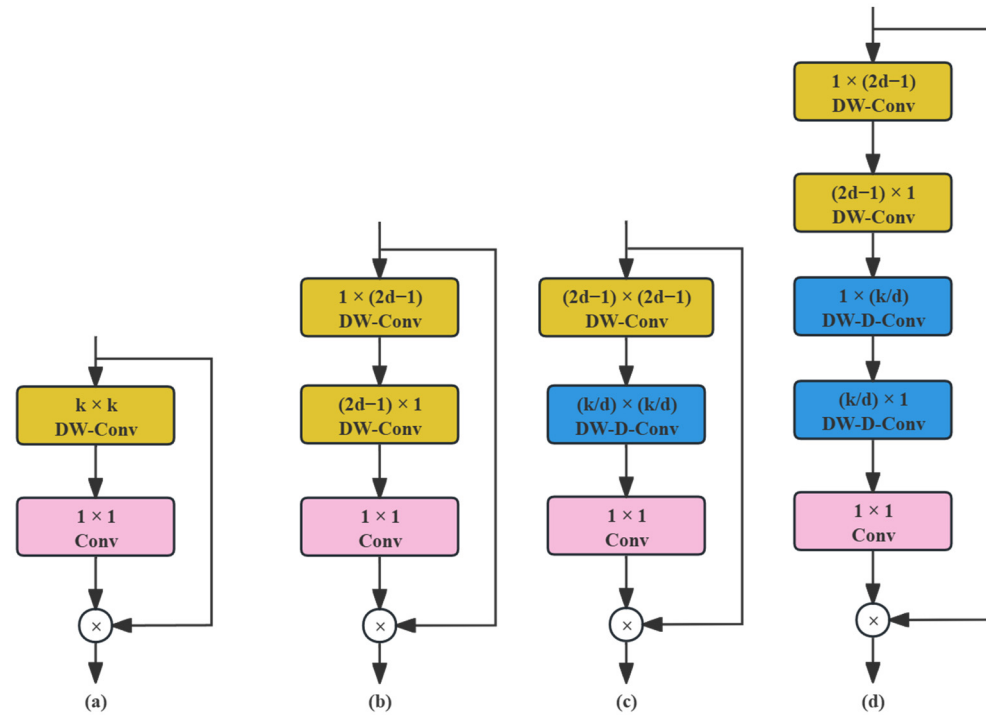 k × k
DW-Conv
1 × 1
Conv
×
(a)
1 × (2d−1)
DW-Conv
(2d−1) × 1
DW-Conv
1 × 1
Conv
×
(b)
(2d−1) × (2d−1)
DW-Conv
(k/d) × (k/d)
DW-D-Conv
1 × 1
Conv
×
(c)
1 × (2d−1)
DW-Conv
(2d−1) × 1
DW-Conv
1 × (k/d)
DW-D-Conv
(k/d) × 1
DW-D-Conv
1 × 1
Conv
×
(d)